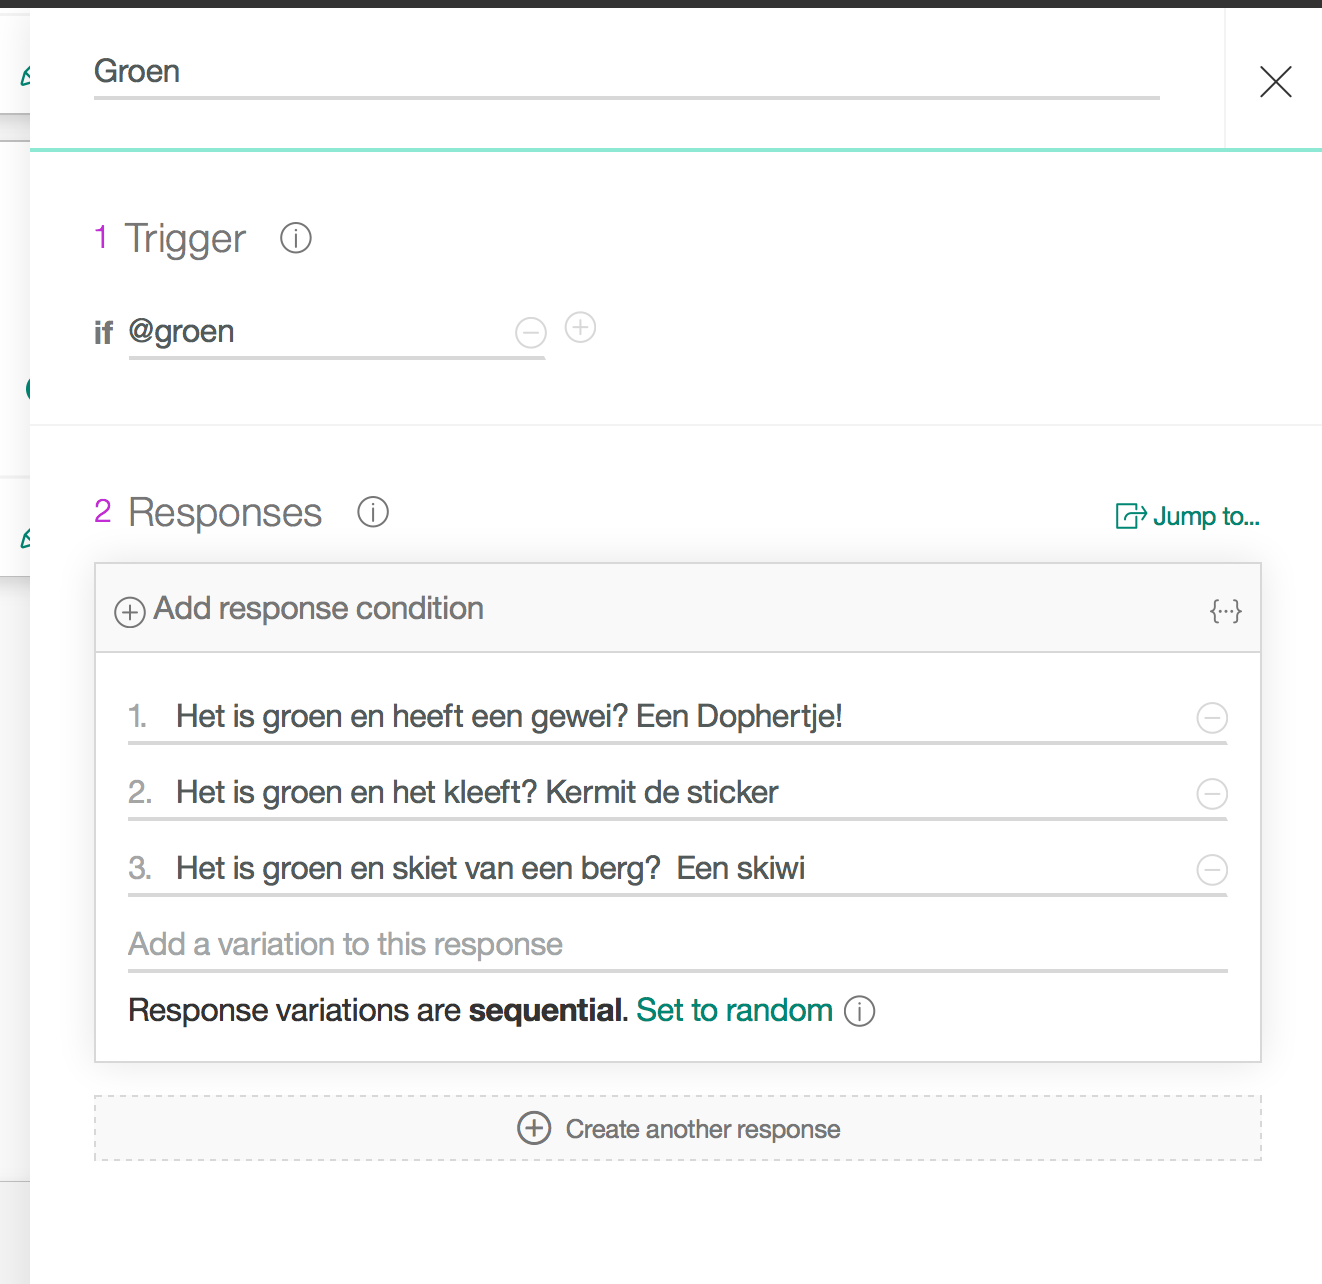 Groen
1 Trigger
if @groen
2 Responses
Jump to...
Add response condition
{...}
1. Het is groen en heeft een gewei? Een Dophertje!
2. Het is groen en het kleeft? Kermit de sticker
3. Het is groen en skiet van een berg?  Een skiwi
Add a variation to this response
Response variations are sequential. Set to random
Create another response